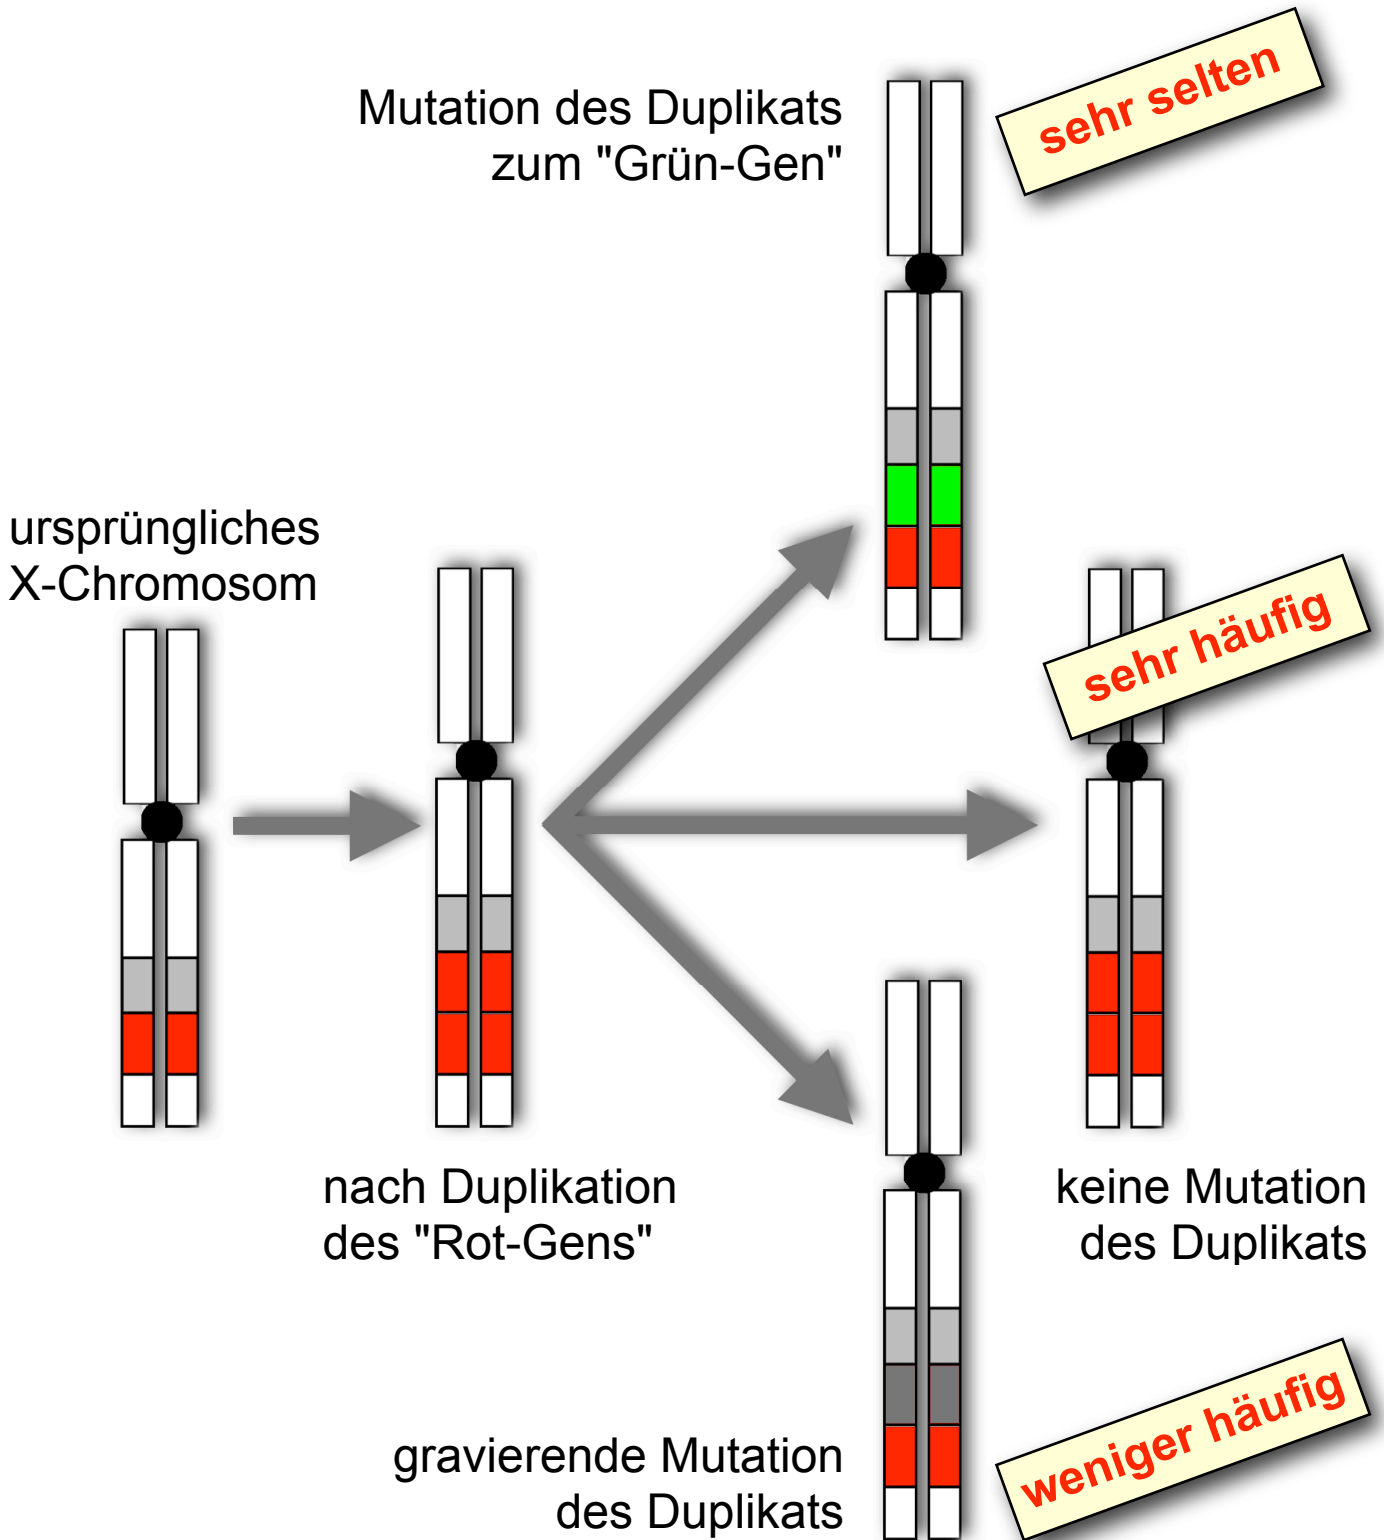 Mutation des Duplikats
zum "Grün-Gen"
sehr selten
ursprüngliches
X-Chromosom
sehr häufig
nach Duplikation
des "Rot-Gens"
keine Mutation
des Duplikats
gravierende Mutation
des Duplikats
weniger häufig